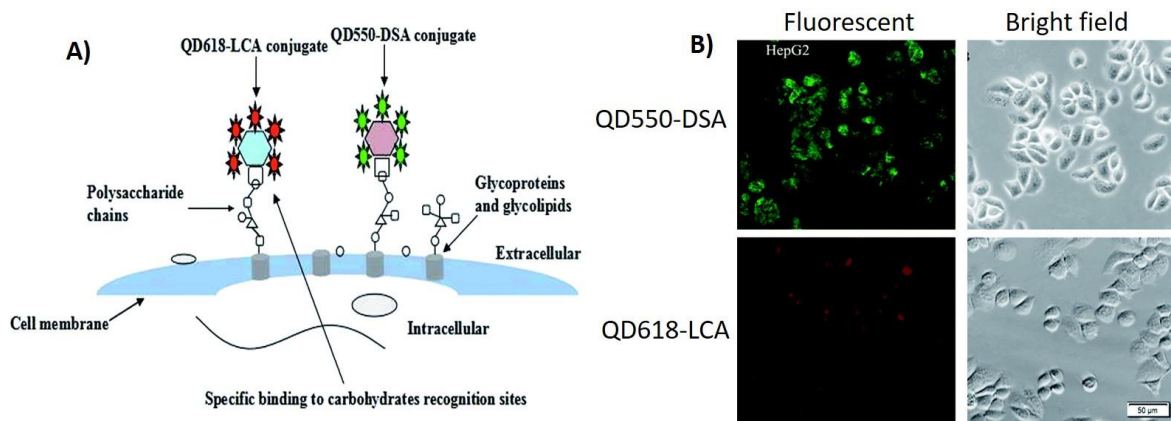 A)
QD618-LCA
conjugate
QD550-DSA conjugate
Polysaccharide
chains
Glycoproteins
and glycolipids
Extracellular
Cell membrane
Intracellular
Specific binding to carbohydrates recognition sites
B)
Fluorescent
Bright field
HepG2
QD550-DSA
QD618-LCA
50 µm